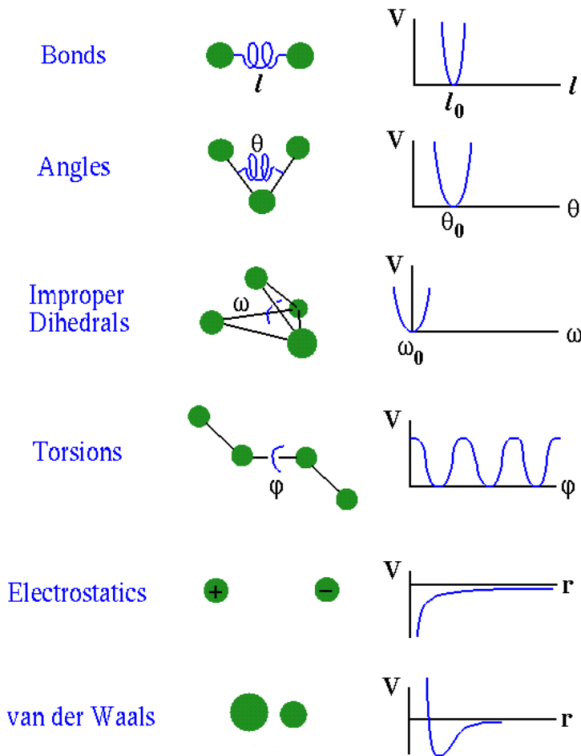 Bonds
l
V
l
l₀
Angles
θ
V
θ
θ₀
Improper
Dihedrals
ω
V
ω
ω₀
Torsions
φ
V
φ
Electrostatics
+
−
V
r
van der Waals
V
r